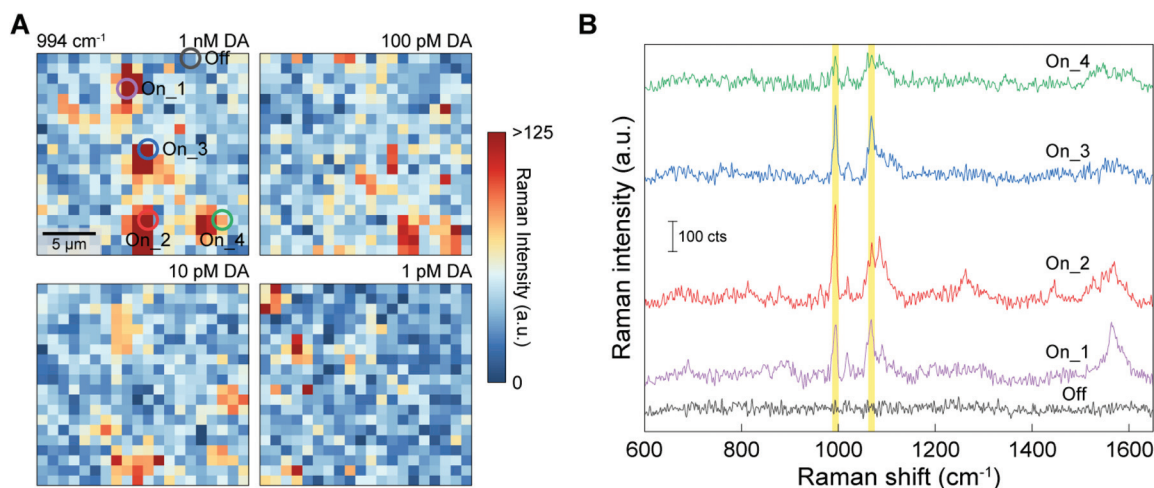 A
994 cm⁻¹ 1 nM DA
Off
On_1
On_3
On_2
On_4
5 µm
100 pM DA
10 pM DA
1 pM DA
>125
Raman Intensity (a.u.)
0
B
Raman intensity (a.u.)
On_4
On_3
100 cts
On_2
On_1
Off
600 800 1000 1200 1400 1600
Raman shift (cm⁻¹)